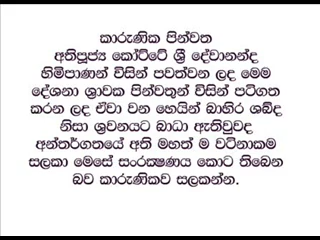 කාරුණික පින්වත
අතිපූජ්‍ය කෝට්ටේ ශ්‍රී දේවානන්ද
හිමිපාණන් විසින් පවත්වන ලද මෙම
දේශනා ශ්‍රාවක පින්වතුන් විසින් පටිගත
කරන ලද ඒවා වන හෙයින් බාහිර ශබ්ද
නිසා ශ්‍රවනයට බාධා ඇතිවුවද
අන්තර්ගතයේ අති මහත් ම වටිනාකම
සලකා මෙසේ සංරක්‍ෂණය කොට තිබෙන
බව කාරුණිකව සලකන්න.